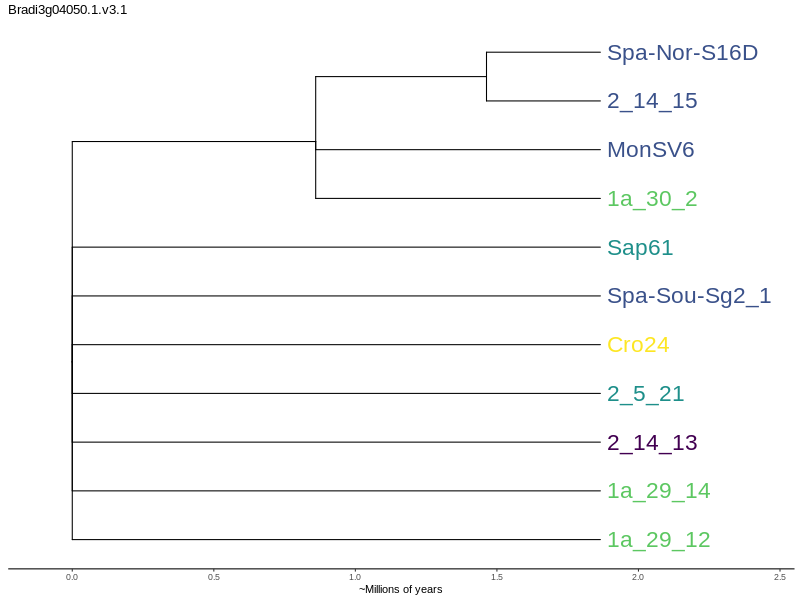 Bradi3g04050.1.v3.1
Spa-Nor-S16D
2_14_15
MonSV6
1a_30_2
Sap61
Spa-Sou-Sg2_1
Cro24
2_5_21
2_14_13
1a_29_14
1a_29_12
0.0 0.5 1.0 1.5 2.0 2.5
~Millions of years